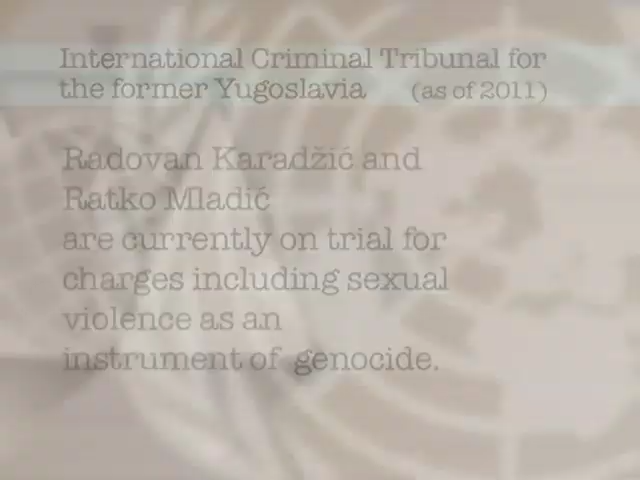 International Criminal Tribunal for
the former Yugoslavia (as of 2011)
Radovan Karadžić and
Ratko Mladić
are currently on trial for
charges including sexual
violence as an
instrument of genocide.